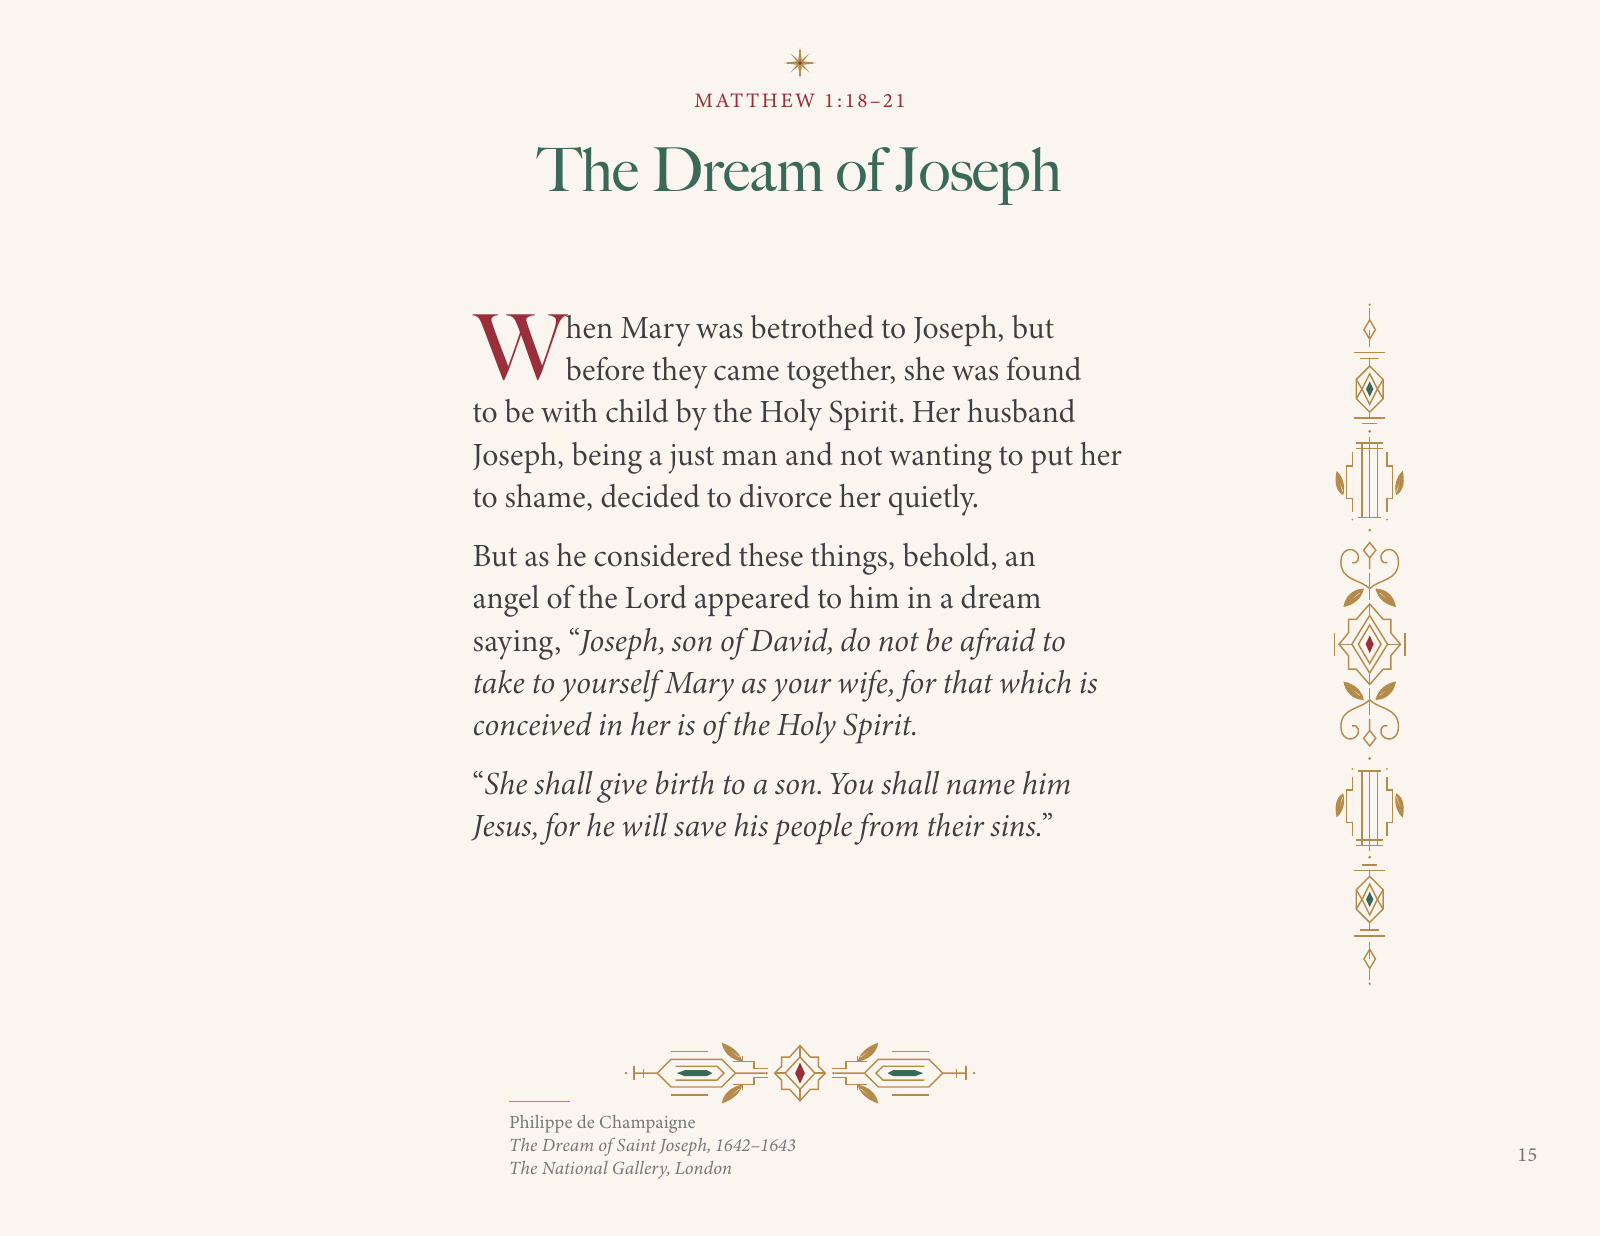 MATTHEW 1:18–21
The Dream of Joseph
When Mary was betrothed to Joseph, but
before they came together, she was found
to be with child by the Holy Spirit. Her husband
Joseph, being a just man and not wanting to put her
to shame, decided to divorce her quietly.
But as he considered these things, behold, an
angel of the Lord appeared to him in a dream
saying, “Joseph, son of David, do not be afraid to
take to yourself Mary as your wife, for that which is
conceived in her is of the Holy Spirit.
“She shall give birth to a son. You shall name him
Jesus, for he will save his people from their sins.”
Philippe de Champaigne
The Dream of Saint Joseph, 1642–1643
The National Gallery, London
15